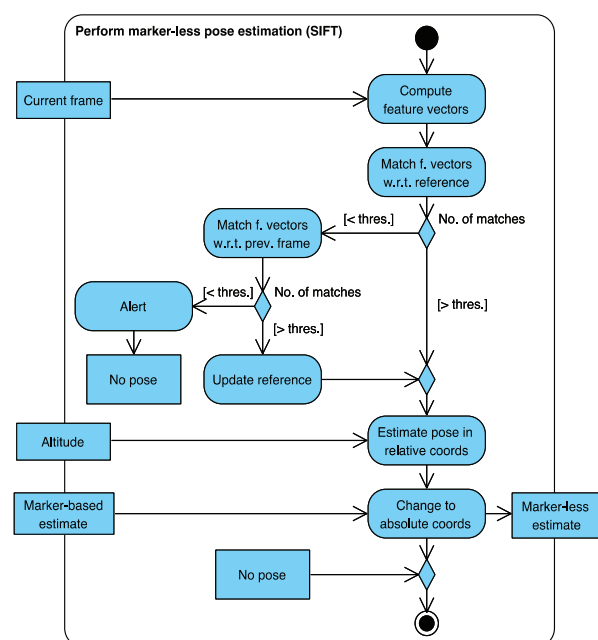 Perform marker-less pose estimation (SIFT)
Current frame
Compute
feature vectors
Match f. vectors
w.r.t. reference
[< thres.]
No. of matches
Match f. vectors
w.r.t. prev. frame
[< thres.]
No. of matches
Alert
[> thres.]
[> thres.]
No pose
Update reference
Altitude
Estimate pose in
relative coords
Marker-based
estimate
Change to
absolute coords
Marker-less
estimate
No pose